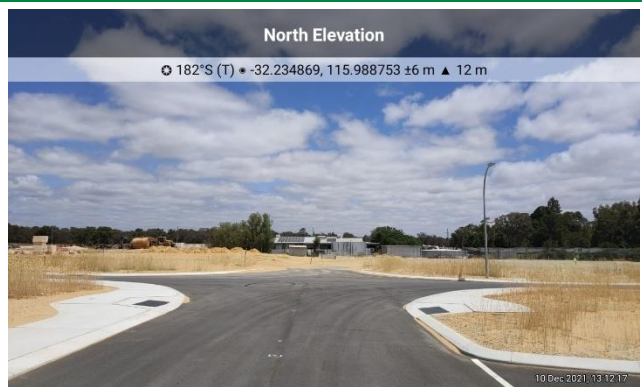 North Elevation
182°S (T) ● -32.234869, 115.988753 ±6 m ▲ 12 m
10 Dec 2021, 13:12:17